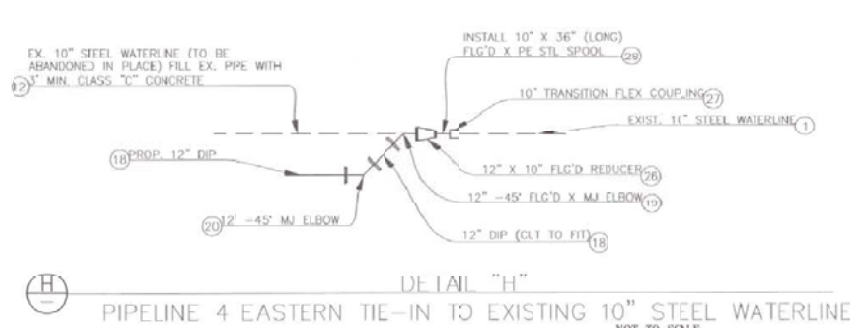 INSTALL 10" X 36" (LONG)
FLG'D X PE STL SPOOL 28
EX. 10" STEEL WATERLINE (TO BE
ABANDONED IN PLACE) FILL EX. PIPE WITH
3' MIN. CLASS "C" CONCRETE
12
10" TRANSITION FLEX COUPLING 27
EXIST. 10" STEEL WATERLINE 1
18 PROP. 12" DIP
12" X 10" FLG'D REDUCER 26
12" -45° FLG'D X MJ ELBOW 19
20 12" -45° MJ ELBOW
12" DIP (CUT TO FIT) 18
H
DETAIL "H"
PIPELINE 4 EASTERN TIE-IN TO EXISTING 10" STEEL WATERLINE
NOT TO SCALE